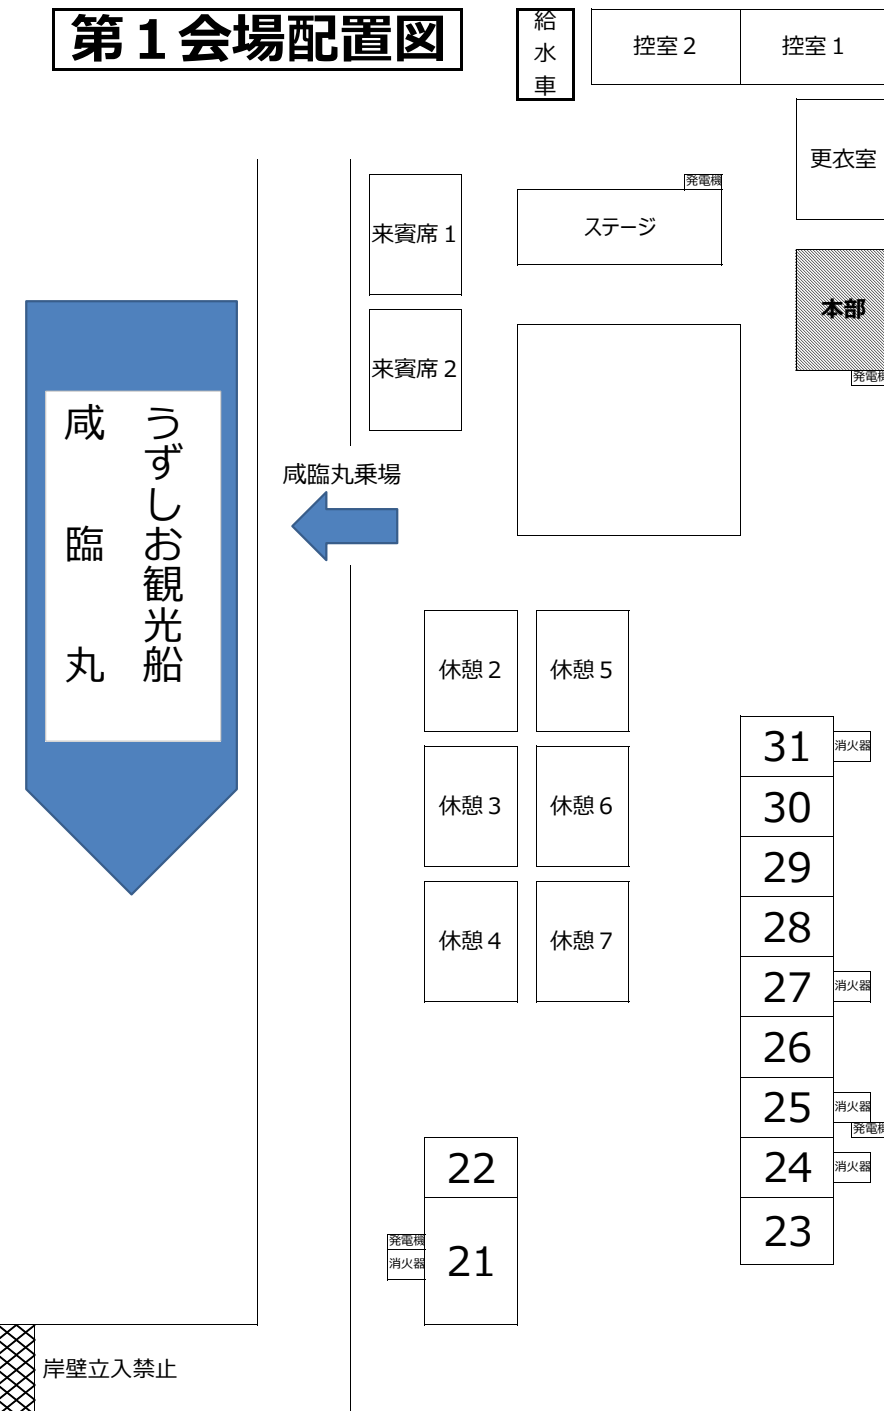 第１会場配置図
給水車
控室２
控室１
更衣室
発電機
来賓席１
ステージ
本部
来賓席２
発電機
うずしお観光船
咸臨丸
咸臨丸乗場
休憩２
休憩５
31
消火器
30
休憩３
休憩６
29
28
休憩４
休憩７
27
消火器
26
25
消火器
発電機
22
24
消火器
23
発電機
消火器
21
岸壁立入禁止